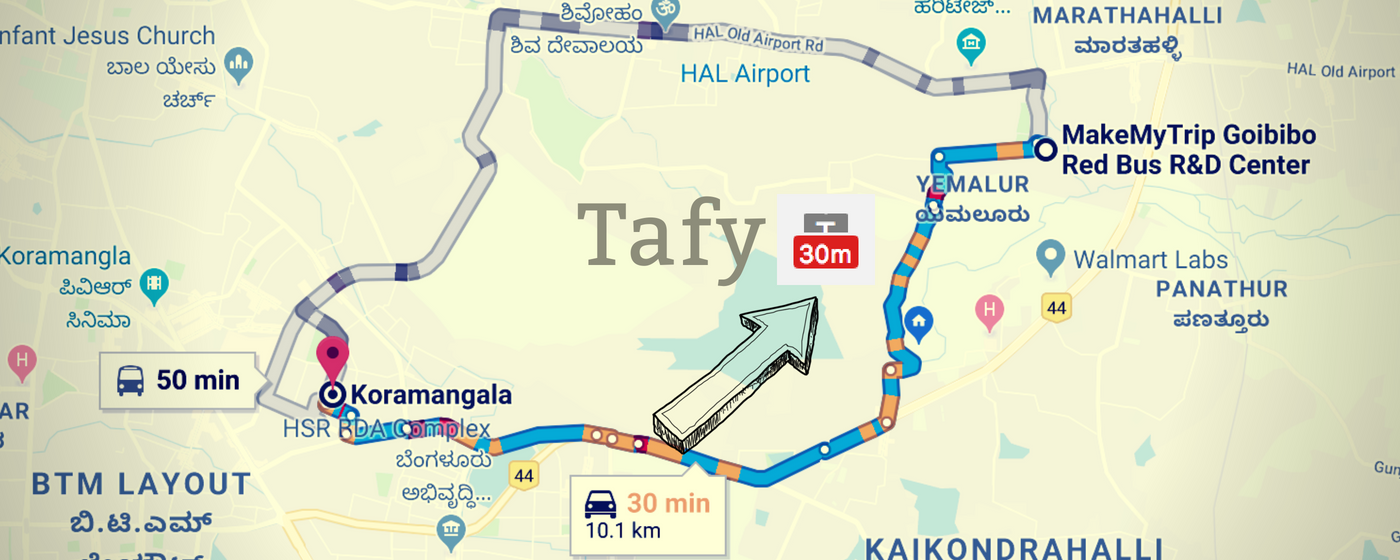 ಶಿವೋಹಂ
ಶಿವ ದೇವಾಲಯ
HAL Old Airport Rd
HAL Airport
ಹೆರಿಟೇಜ್...
MARATHAHALLI
ಮಾರತಹಳ್ಳಿ
HAL Old Airport
nfant Jesus Church
ಬಾಲ ಯೇಸು
ಚರ್ಚ್
MakeMyTrip Goibibo
Red Bus R&D Center
YEMALUR
ಯೆಮಲೂರು
Tafy
30m
Koramangla
ಪಿವಿಆರ್
ಸಿನಿಮಾ
Walmart Labs
PANATHUR
ಪಣತ್ತೂರು
44
H
H
50 min
Koramangala
HSR BDA Complex
ಬೆಂಗಳೂರು
ಅಭಿವೃದ್ಧಿ...
AR
44
BTM LAYOUT
ಬಿ.ಟಿ.ಎಮ್
30 min
10.1 km
KAIKONDRAHALLI
Gun